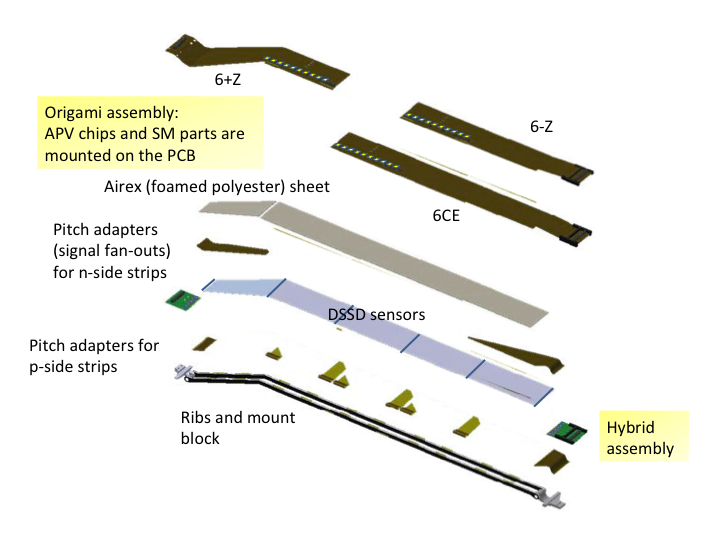 6+Z
Origami assembly:
APV chips and SM parts are
mounted on the PCB
6-Z
Airex (foamed polyester) sheet
6CE
Pitch adapters
(signal fan-outs)
for n-side strips
DSSD sensors
Pitch adapters for
p-side strips
Ribs and mount
block
Hybrid
assembly